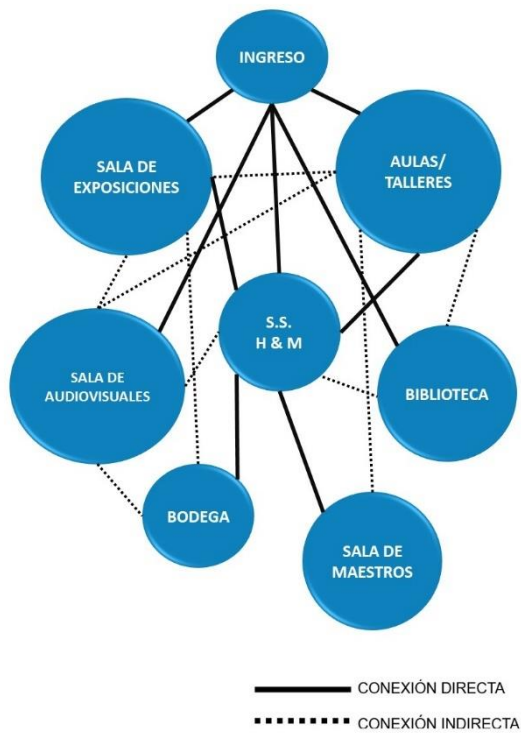 INGRESO
SALA DE
EXPOSICIONES
AULAS/
TALLERES
S.S.
H & M
SALA DE
AUDIOVISUALES
BIBLIOTECA
BODEGA
SALA DE
MAESTROS
CONEXIÓN DIRECTA
CONEXIÓN INDIRECTA